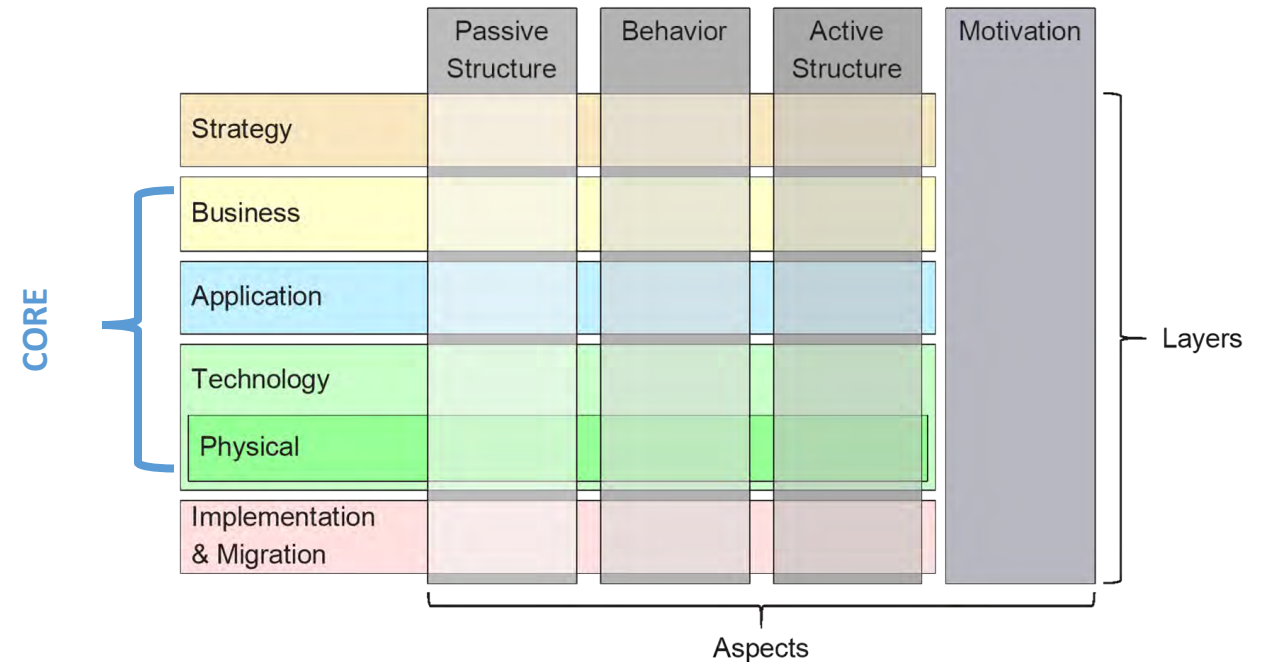 Passive
Structure
Behavior
Active
Structure
Motivation
Strategy
Business
Application
Technology
Physical
Implementation
& Migration
CORE
Layers
Aspects